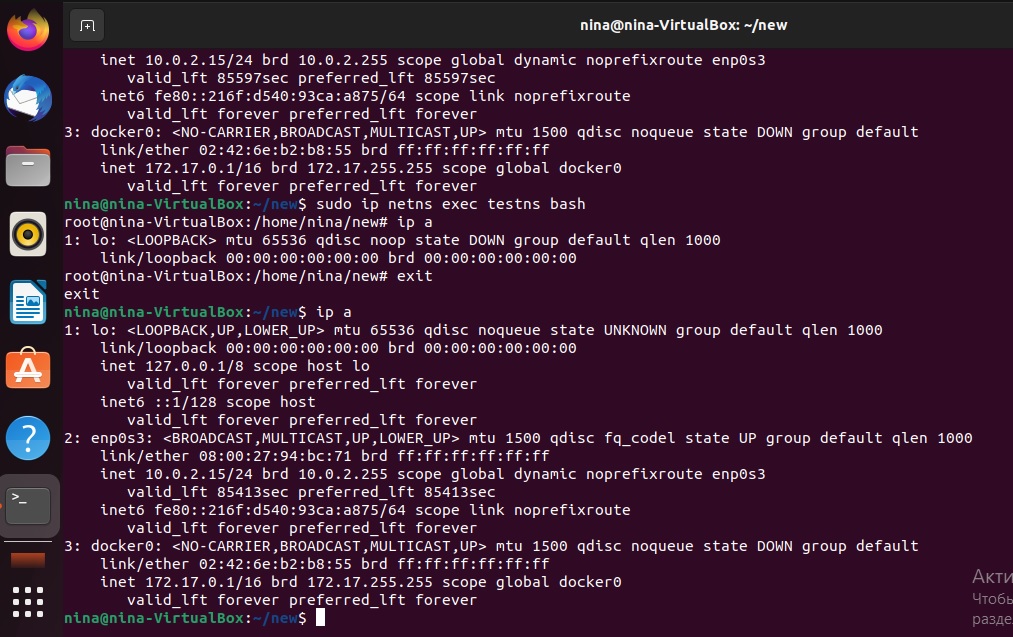 nina@nina-VirtualBox: ~/new
inet 10.0.2.15/24 brd 10.0.2.255 scope global dynamic noprefixroute enp0s3
valid_lft 85597sec preferred_lft 85597sec
inet6 fe80::216f:d540:93ca:a875/64 scope link noprefixroute
valid_lft forever preferred_lft forever
3: docker0: <NO-CARRIER,BROADCAST,MULTICAST,UP> mtu 1500 qdisc noqueue state DOWN group default
link/ether 02:42:6e:b2:b8:55 brd ff:ff:ff:ff:ff:ff
inet 172.17.0.1/16 brd 172.17.255.255 scope global docker0
valid_lft forever preferred_lft forever
nina@nina-VirtualBox:~/new$ sudo ip netns exec testns bash
root@nina-VirtualBox:/home/nina/new# ip a
1: lo: <LOOPBACK> mtu 65536 qdisc noop state DOWN group default qlen 1000
link/loopback 00:00:00:00:00:00 brd 00:00:00:00:00:00
root@nina-VirtualBox:/home/nina/new# exit
exit
nina@nina-VirtualBox:~/new$ ip a
1: lo: <LOOPBACK,UP,LOWER_UP> mtu 65536 qdisc noqueue state UNKNOWN group default qlen 1000
link/loopback 00:00:00:00:00:00 brd 00:00:00:00:00:00
inet 127.0.0.1/8 scope host lo
valid_lft forever preferred_lft forever
inet6 ::1/128 scope host
valid_lft forever preferred_lft forever
2: enp0s3: <BROADCAST,MULTICAST,UP,LOWER_UP> mtu 1500 qdisc fq_codel state UP group default qlen 1000
link/ether 08:00:27:94:bc:71 brd ff:ff:ff:ff:ff:ff
inet 10.0.2.15/24 brd 10.0.2.255 scope global dynamic noprefixroute enp0s3
valid_lft 85413sec preferred_lft 85413sec
inet6 fe80::216f:d540:93ca:a875/64 scope link noprefixroute
valid_lft forever preferred_lft forever
3: docker0: <NO-CARRIER,BROADCAST,MULTICAST,UP> mtu 1500 qdisc noqueue state DOWN group default
link/ether 02:42:6e:b2:b8:55 brd ff:ff:ff:ff:ff:ff
inet 172.17.0.1/16 brd 172.17.255.255 scope global docker0
valid_lft forever preferred_lft forever
nina@nina-VirtualBox:~/new$
Акти
Чтобы
разде